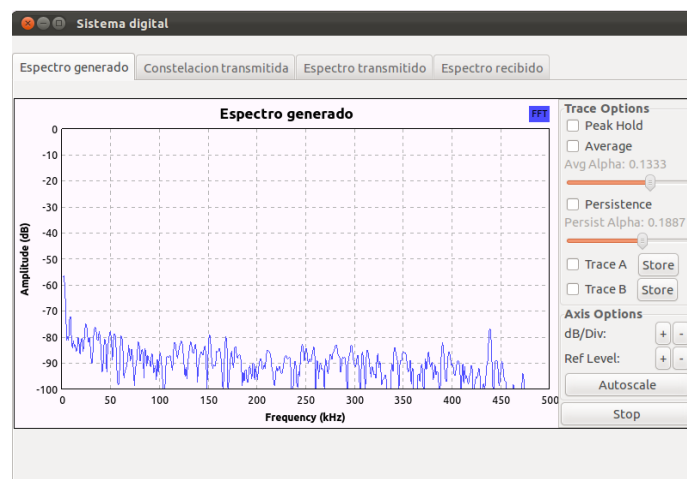 Sistema digital
Espectro generado
Constelacion transmitida
Espectro transmitido
Espectro recibido
Espectro generado
FFT
Amplitude (dB)
0
-10
-20
-30
-40
-50
-60
-70
-80
-90
-100
0
50
100
150
200
250
300
350
400
450
500
Frequency (kHz)
Trace Options
Peak Hold
Average
Avg Alpha: 0.1333
Persistence
Persist Alpha: 0.1887
Trace A
Store
Trace B
Store
Axis Options
dB/Div:
+
-
Ref Level:
+
-
Autoscale
Stop